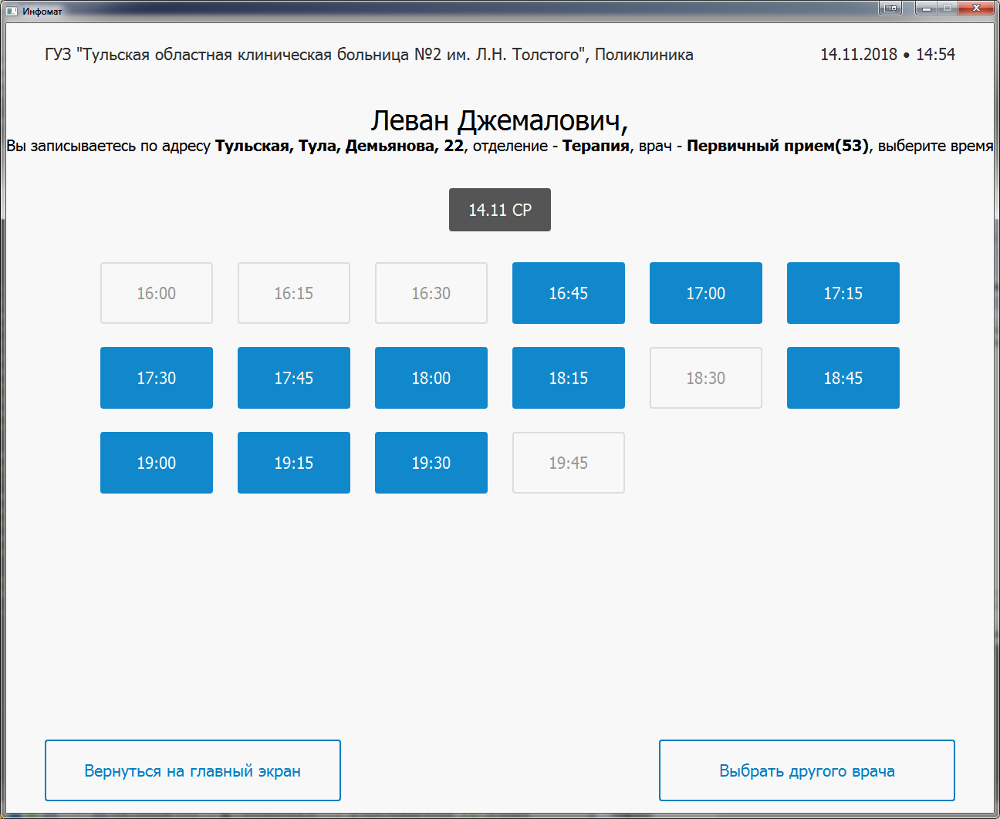 Инфомат
ГУЗ "Тульская областная клиническая больница №2 им. Л.Н. Толстого", Поликлиника 14.11.2018 • 14:54
Леван Джемалович,
Вы записываетесь по адресу Тульская, Тула, Демьянова, 22, отделение - Терапия, врач - Первичный прием(53), выберите время
14.11 СР
16:00 16:15 16:30 16:45 17:00 17:15
17:30 17:45 18:00 18:15 18:30 18:45
19:00 19:15 19:30 19:45
Вернуться на главный экран Выбрать другого врача